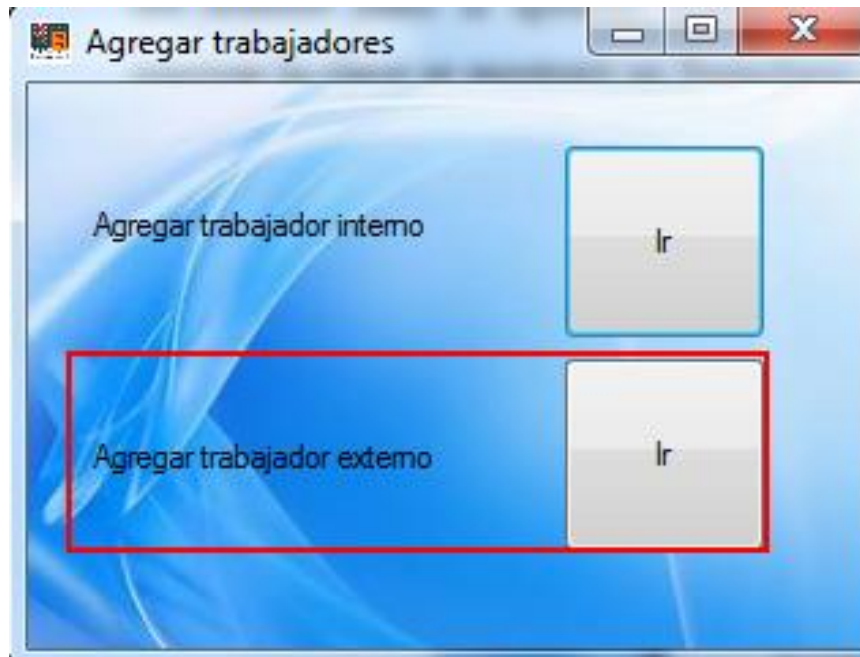 Agregar trabajadores
Agregar trabajador interno
Ir
Agregar trabajador externo
Ir